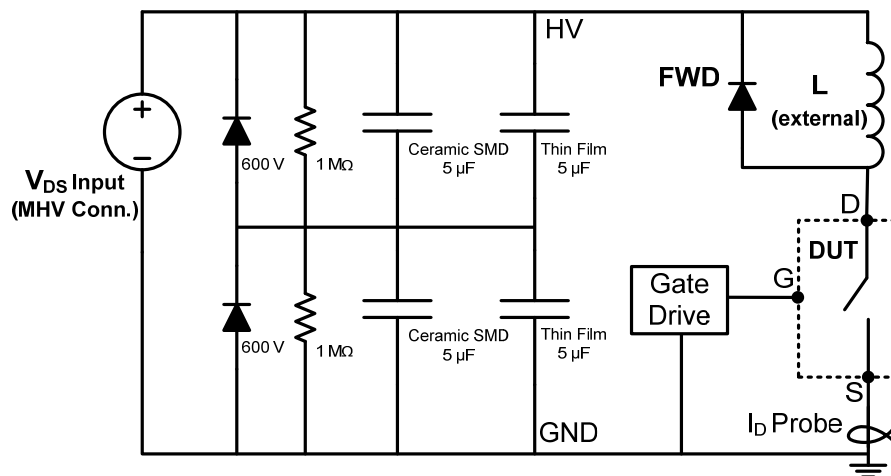 HV
FWD
L
(external)
+
−
V_DS Input
(MHV Conn.)
600 V
1 MΩ
Ceramic SMD
5 µF
Thin Film
5 µF
D
DUT
G
Gate
Drive
600 V
1 MΩ
Ceramic SMD
5 µF
Thin Film
5 µF
S
GND
I_D Probe